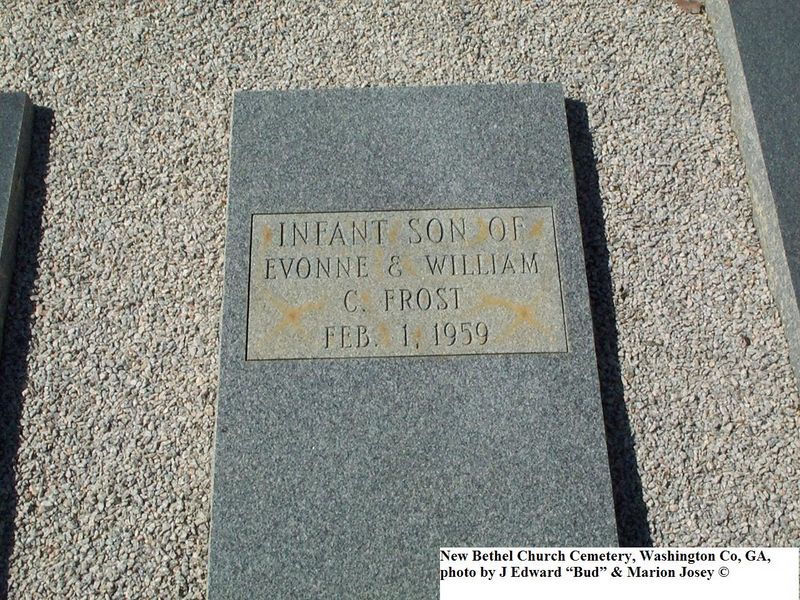 INFANT SON OF
EVONNE & WILLIAM
C. FROST
FEB. 1, 1959
New Bethel Church Cemetery, Washington Co, GA,
photo by J Edward “Bud” & Marion Josey ©